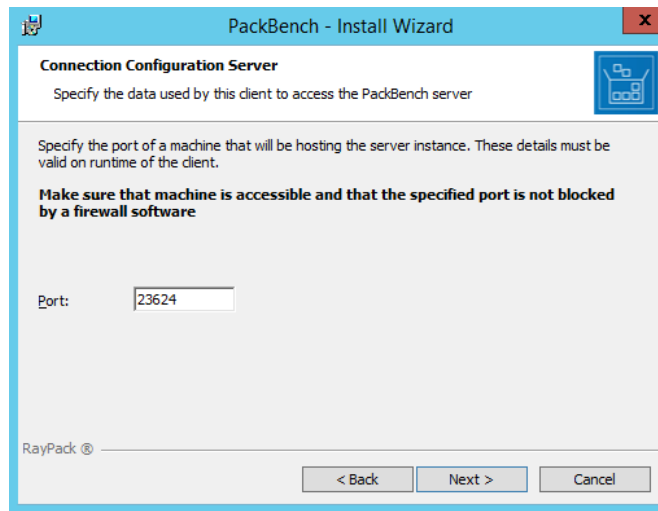 PackBench - Install Wizard
x
Connection Configuration Server
Specify the data used by this client to access the PackBench server
Specify the port of a machine that will be hosting the server instance. These details must be
valid on runtime of the client.
Make sure that machine is accessible and that the specified port is not blocked
by a firewall software
Port: 23624
RayPack ®
< Back Next > Cancel